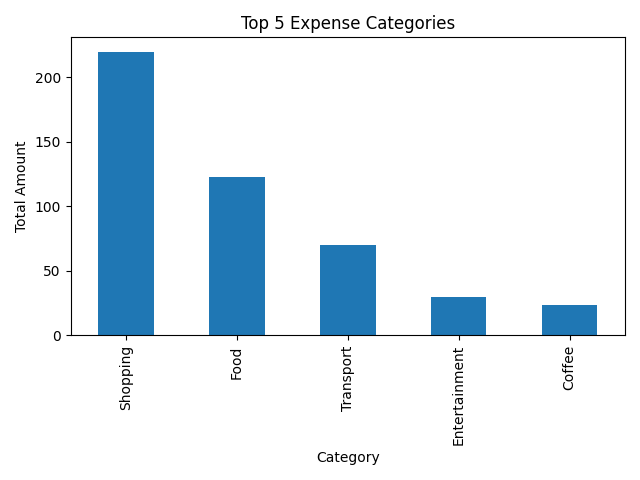 Top 5 Expense Categories
Total Amount
200
150
100
50
0
Shopping
Food
Transport
Entertainment
Coffee
Category